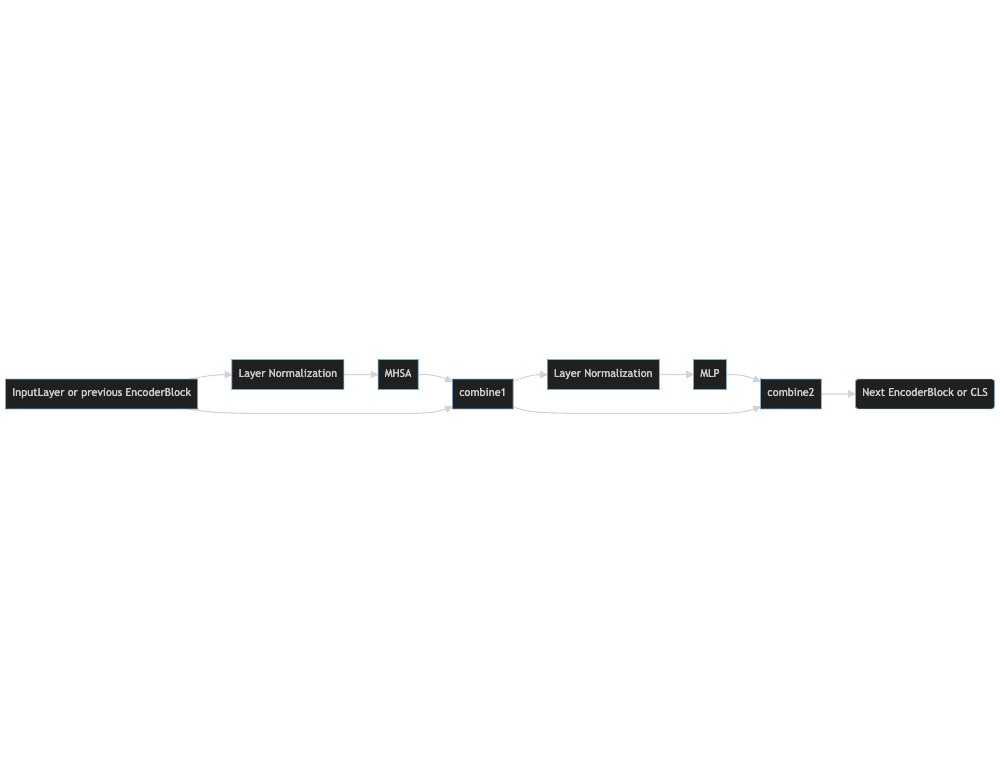 InputLayer or previous EncoderBlock
Layer Normalization
MHSA
combine1
Layer Normalization
MLP
combine2
Next EncoderBlock or CLS